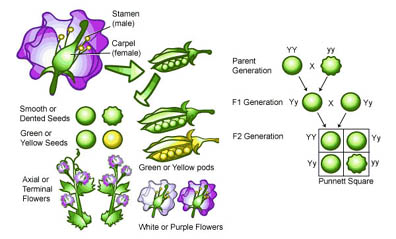 Stamen
(male)
Carpel
(female)
Smooth or
Dented Seeds
Green or
Yellow Seeds
Axial or
Terminal
Flowers
Green or Yellow pods
White or Purple Flowers
YY
yy
Parent
Generation
X
F1 Generation
Yy
X
Yy
F2 Generation
YY
Yy
Yy
yy
Punnett Square